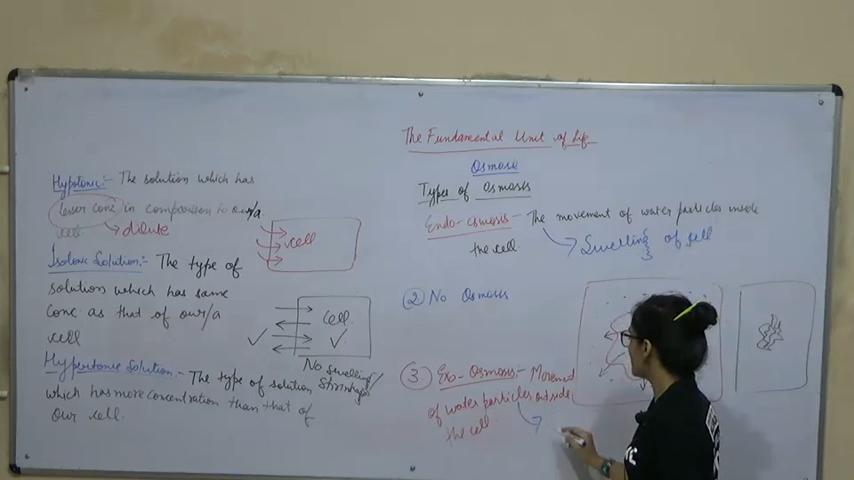 The Fundamental Unit of Life
Osmosis
Types of Osmosis
Endo-osmosis - The movement of water particles inside
the cell
Swelling of cell
② No Osmosis
③ Exo-Osmosis:- Movement
of water particles outside
the cell
Hypotonic:- The solution which has
lesser conc in comparison to our/a
cell
dilute
cell
Isotonic Solution:- The type of
solution which has same
conc as that of our/a
cell
cell
No swelling
Shrinkage
Hypertonic Solution:- The type of solution
which has more concentration than that of
our cell.